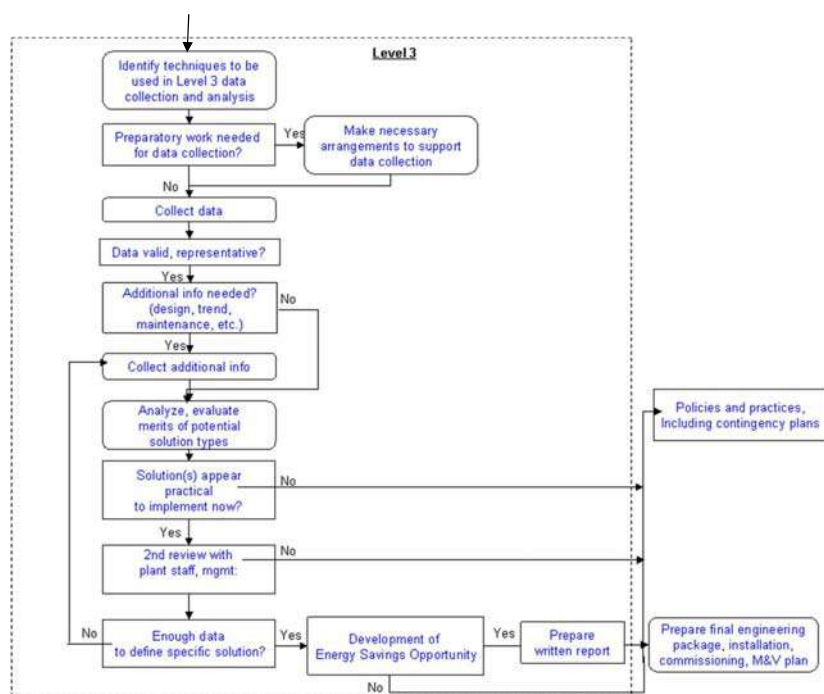 Level 3
Identify techniques to be
used in Level 3 data
collection and analysis
Preparatory work needed
for data collection?
Yes
Make necessary
arrangements to support
data collection
No
Collect data
Data valid, representative?
Yes
Additional info needed?
(design, trend,
maintenance, etc.)
No
Yes
Collect additional info
Analyze, evaluate
merits of potential
solution types
Policies and practices,
Including contingency plans
Solution(s) appear
practical
to implement now?
No
Yes
2nd review with
plant staff, mgmt:
No
No
Enough data
to define specific solution?
Yes
Development of
Energy Savings Opportunity
Yes
Prepare
written report
Prepare final engineering
package, installation,
commissioning, M&V plan
No